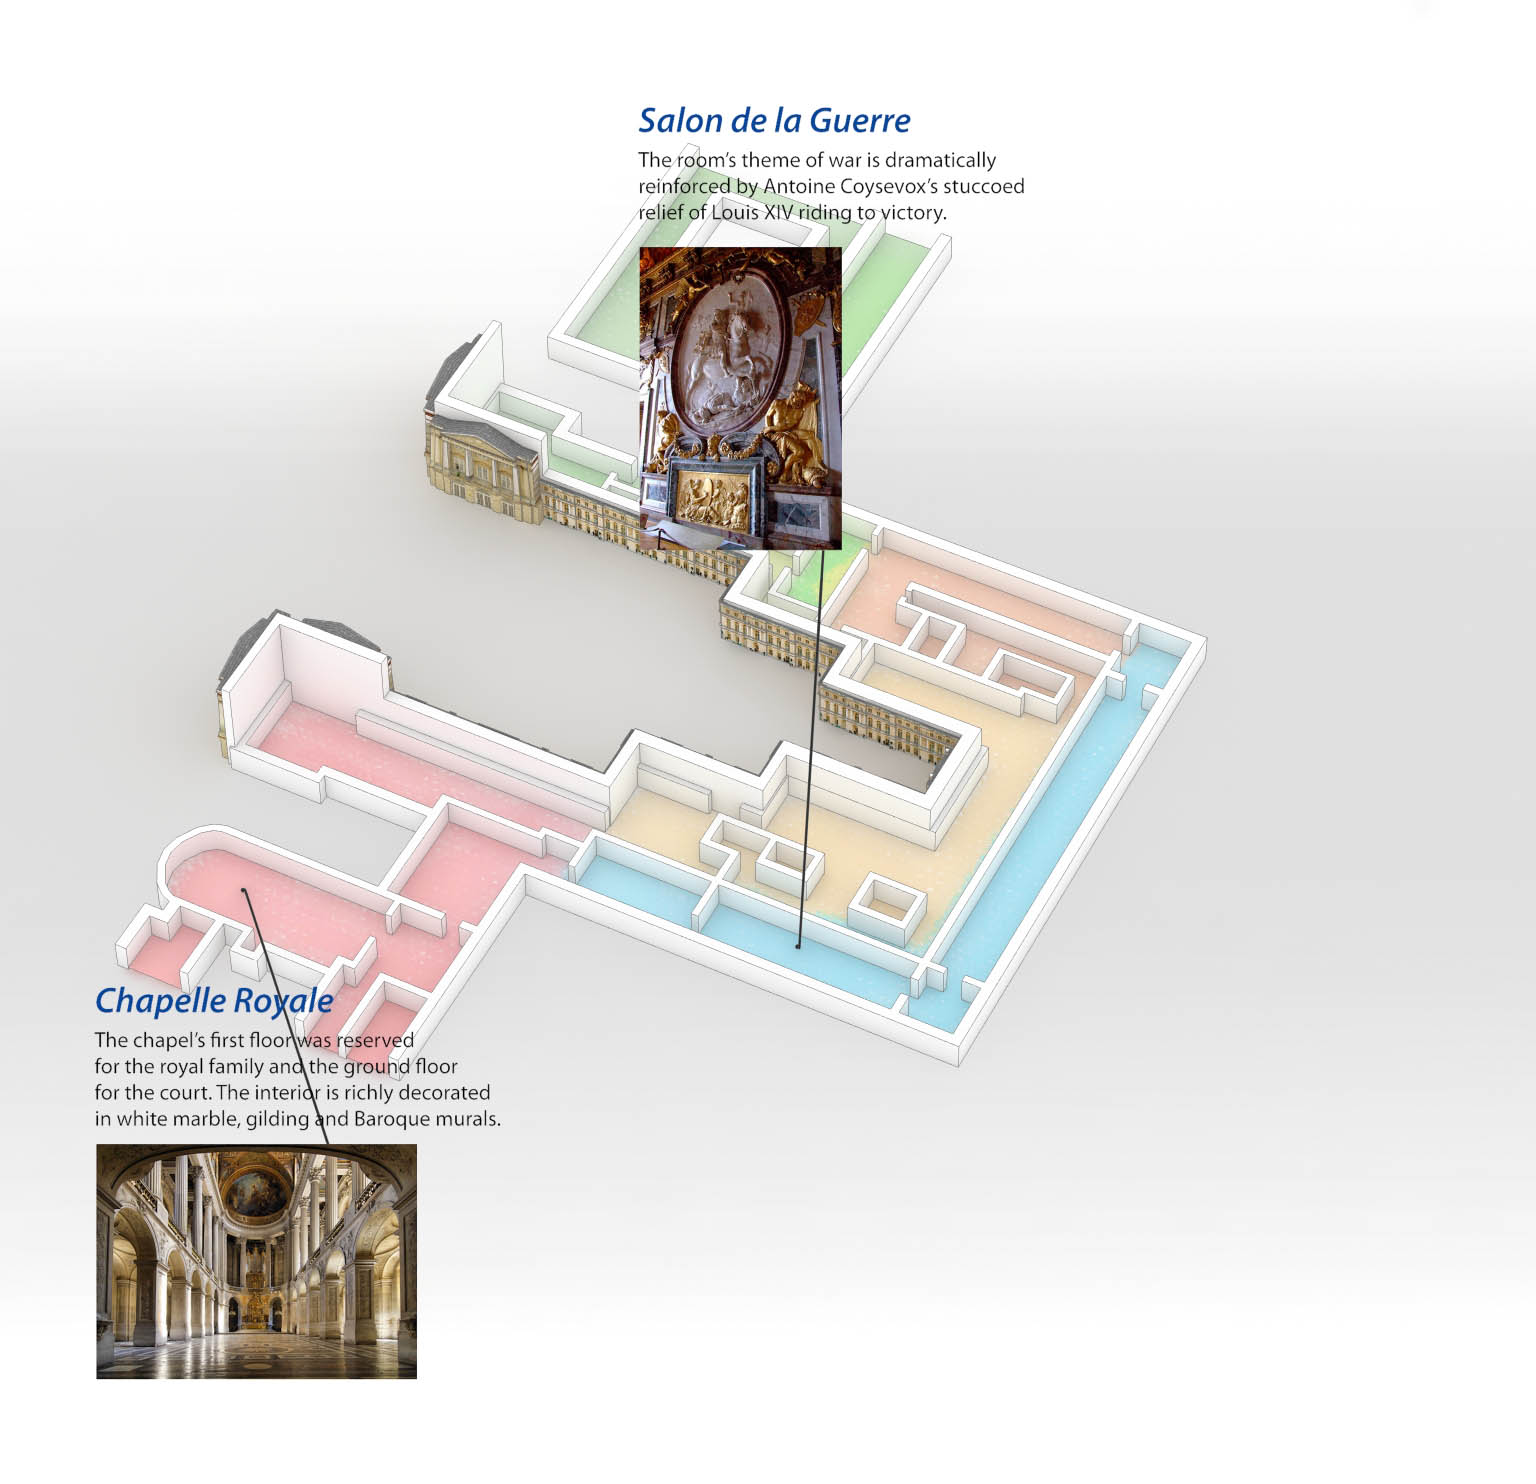 Salon de la Guerre
The room’s theme of war is dramatically
reinforced by Antoine Coysevox’s stuccoed
relief of Louis XIV riding to victory.
Chapelle Royale
The chapel’s first floor was reserved
for the royal family and the ground floor
for the court. The interior is richly decorated
in white marble, gilding and Baroque murals.